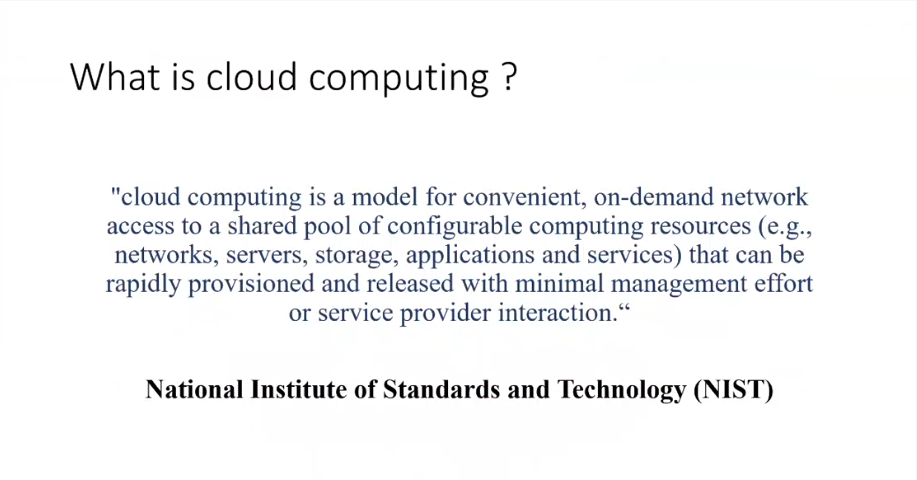 What is cloud computing ?
"cloud computing is a model for convenient, on-demand network
access to a shared pool of configurable computing resources (e.g.,
networks, servers, storage, applications and services) that can be
rapidly provisioned and released with minimal management effort
or service provider interaction.“
National Institute of Standards and Technology (NIST)